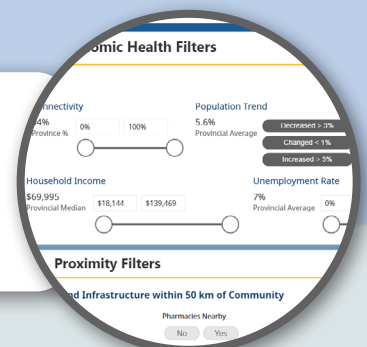 omic Health Filters
nnectivity
Population Trend
4%
Province %
0%
100%
5.6%
Provincial Average
Decreased > 3%
Changed < 1%
Increased > 3%
Household Income
Unemployment Rate
$69,995
Provincial Median
$18,144
$139,469
7%
Provincial Average
0%
Proximity Filters
nd Infrastructure within 50 km of Community
Pharmacies Nearby
No
Yes